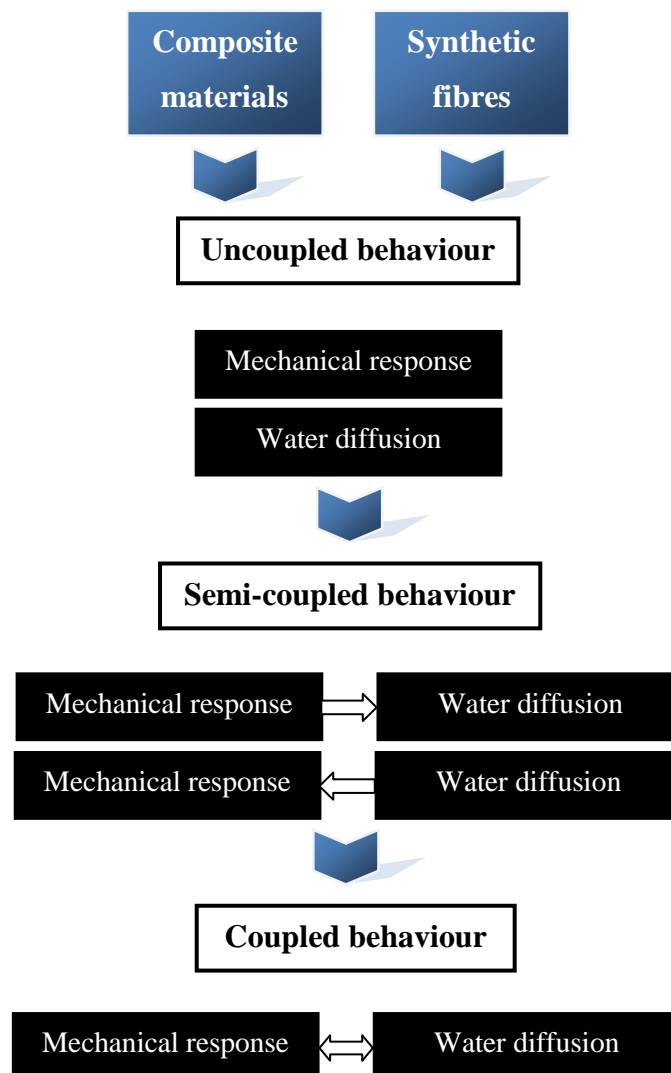 Composite
materials
Synthetic
fibres
Uncoupled behaviour
Mechanical response
Water diffusion
Semi-coupled behaviour
Mechanical response
Water diffusion
Mechanical response
Water diffusion
Coupled behaviour
Mechanical response
Water diffusion